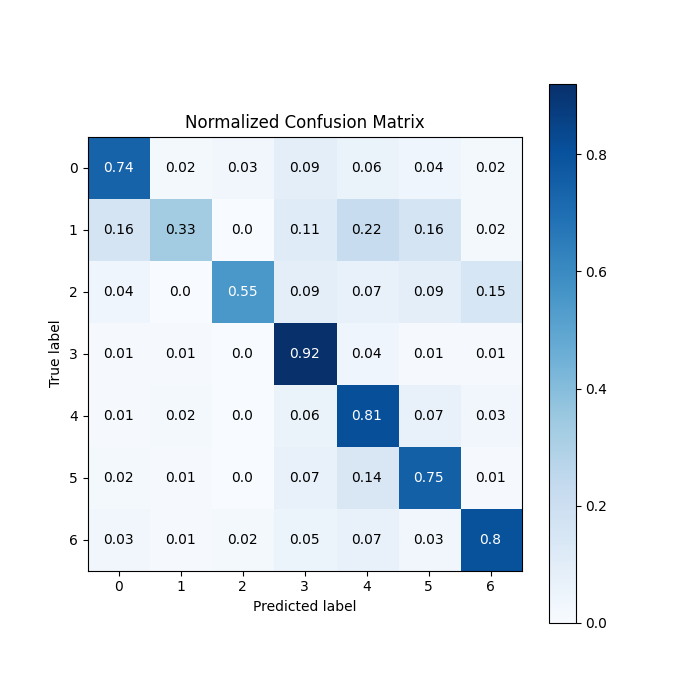 Normalized Confusion Matrix
0 0.74 0.02 0.03 0.09 0.06 0.04 0.02
1 0.16 0.33 0.0 0.11 0.22 0.16 0.02
2 0.04 0.0 0.55 0.09 0.07 0.09 0.15
3 0.01 0.01 0.0 0.92 0.04 0.01 0.01
4 0.01 0.02 0.0 0.06 0.81 0.07 0.03
5 0.02 0.01 0.0 0.07 0.14 0.75 0.01
6 0.03 0.01 0.02 0.05 0.07 0.03 0.8
0 1 2 3 4 5 6
Predicted label
True label
0.8
0.6
0.4
0.2
0.0